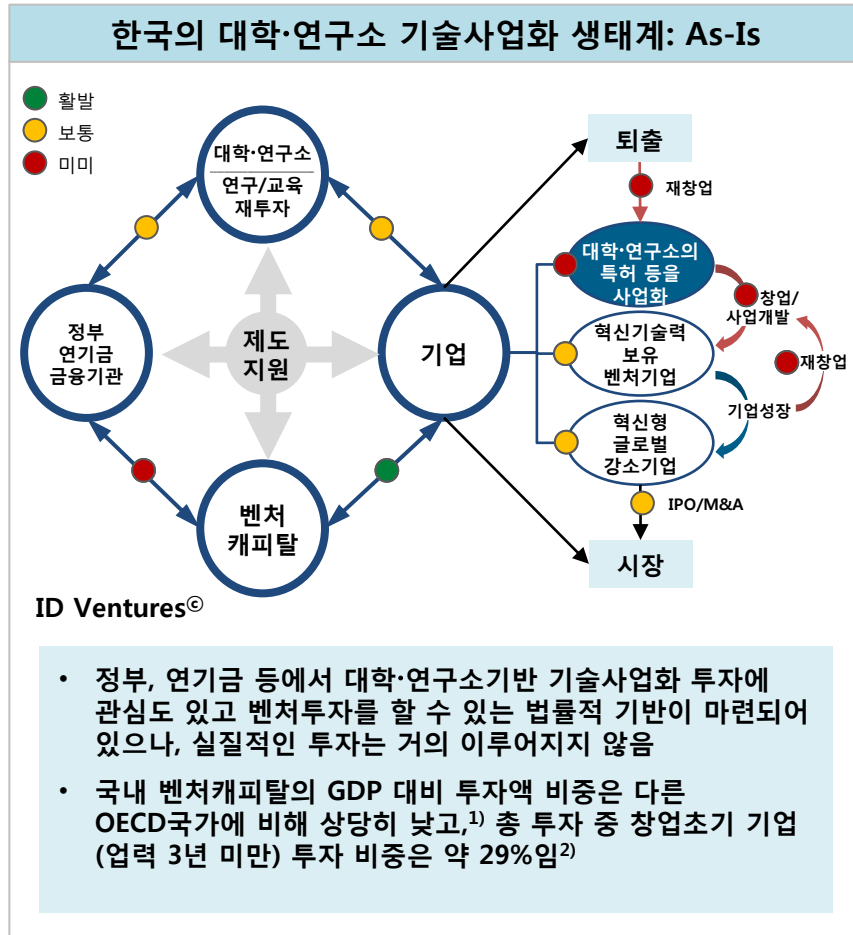 한국의 대학·연구소 기술사업화 생태계: As-Is
활발
보통
미미
대학·연구소
연구/교육
재투자
정부
연기금
금융기관
제도
지원
기업
벤처
캐피탈
퇴출
재창업
대학·연구소의
특허 등을
사업화
창업/
사업개발
혁신기술력
보유
벤처기업
재창업
기업성장
혁신형
글로벌
강소기업
IPO/M&A
시장
ID Ventures©
• 정부, 연기금 등에서 대학·연구소기반 기술사업화 투자에
관심도 있고 벤처투자를 할 수 있는 법률적 기반이 마련되어
있으나, 실질적인 투자는 거의 이루어지지 않음
• 국내 벤처캐피탈의 GDP 대비 투자액 비중은 다른
OECD국가에 비해 상당히 낮고,1) 총 투자 중 창업초기 기업
(업력 3년 미만) 투자 비중은 약 29%임2)